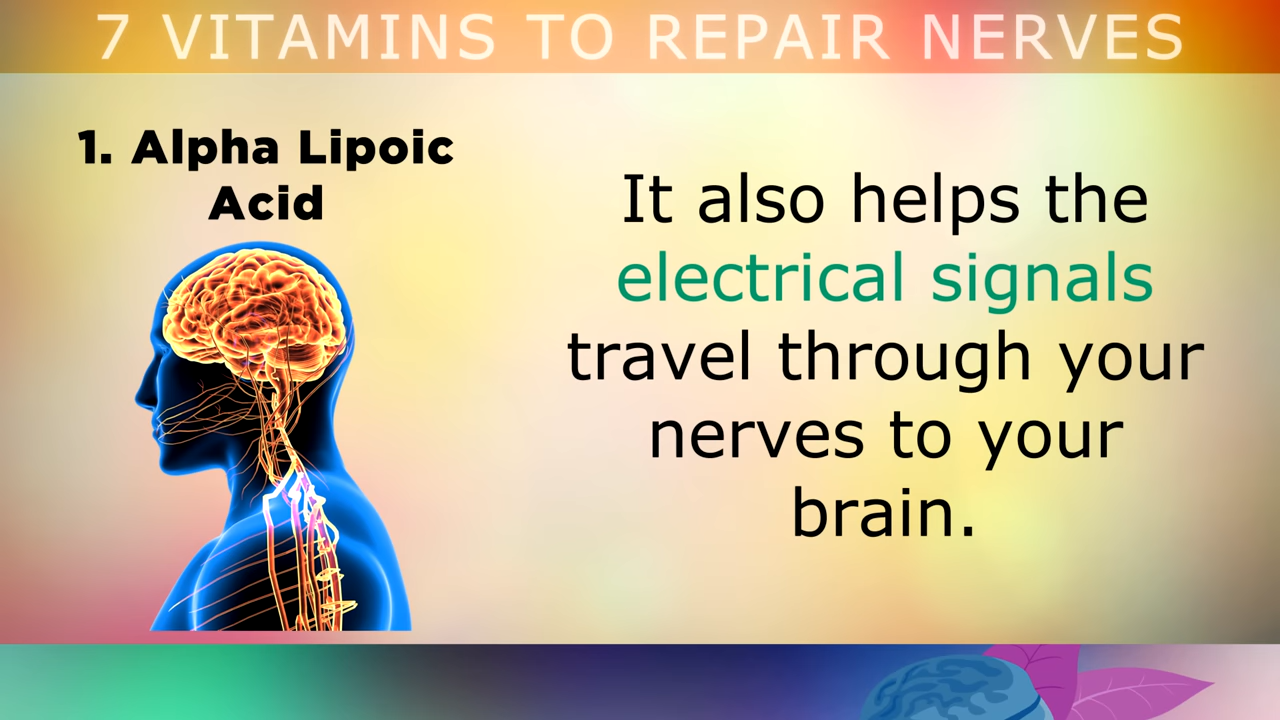 7 VITAMINS TO REPAIR NERVES
1. Alpha Lipoic
Acid
It also helps the
electrical signals
travel through your
nerves to your
brain.